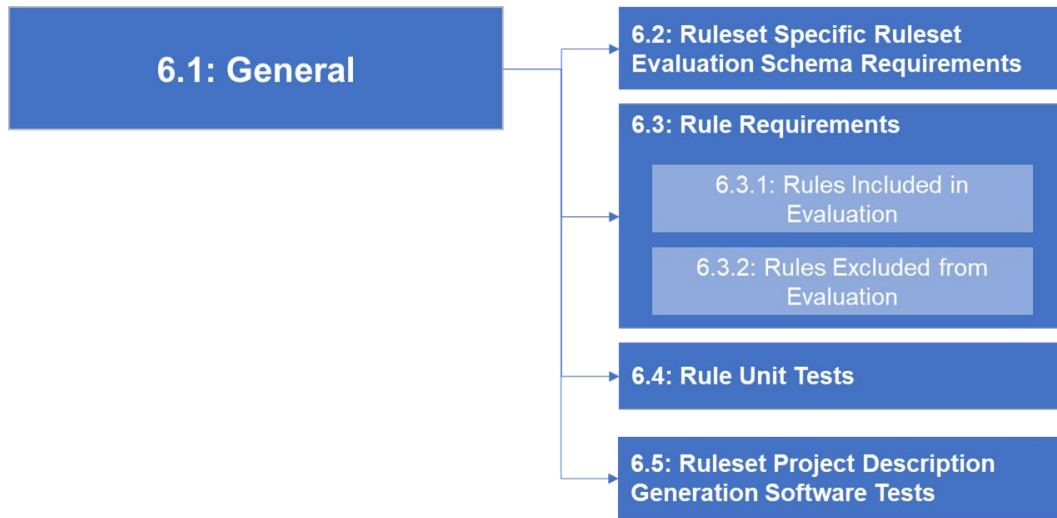 6.1: General
6.2: Ruleset Specific Ruleset
Evaluation Schema Requirements
6.3: Rule Requirements
6.3.1: Rules Included in
Evaluation
6.3.2: Rules Excluded from
Evaluation
6.4: Rule Unit Tests
6.5: Ruleset Project Description
Generation Software Tests